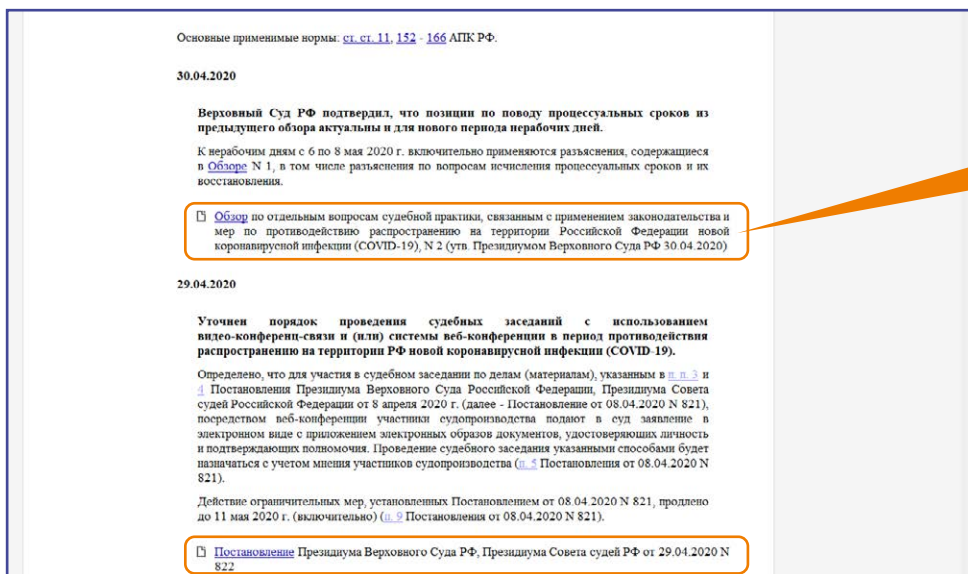 Основные применимые нормы: ст. ст. 11, 152 - 166 АПК РФ.
30.04.2020
Верховный Суд РФ подтвердил, что позиции по поводу процессуальных сроков из
предыдущего обзора актуальны и для нового периода нерабочих дней.
К нерабочим дням с 6 по 8 мая 2020 г. включительно применяются разъяснения, содержащиеся
в Обзоре N 1, в том числе разъяснения по вопросам исчисления процессуальных сроков и их
восстановления.
Обзор по отдельным вопросам судебной практики, связанным с применением законодательства и
мер по противодействию распространению на территории Российской Федерации новой
коронавирусной инфекции (COVID-19), N 2 (утв. Президиумом Верховного Суда РФ 30.04.2020)
29.04.2020
Уточнен порядок проведения судебных заседаний с использованием
видео-конференц-связи и (или) системы веб-конференции в период противодействия
распространению на территории РФ новой коронавирусной инфекции (COVID-19).
Определено, что для участия в судебном заседании по делам (материалам), указанным в п. п. 3 и
4 Постановления Президиума Верховного Суда Российской Федерации, Президиума Совета
судей Российской Федерации от 8 апреля 2020 г. (далее - Постановление от 08.04.2020 N 821),
посредством веб-конференции участники судопроизводства подают в суд заявление в
электронном виде с приложением электронных образов документов, удостоверяющих личность
и подтверждающих полномочия. Проведение судебного заседания указанными способами будет
назначаться с учетом мнения участников судопроизводства (п. 5 Постановления от 08.04.2020 N
821).
Действие ограничительных мер, установленных Постановлением от 08.04.2020 N 821, продлено
до 11 мая 2020 г. (включительно) (п. 9 Постановления от 08.04.2020 N 821).
Постановление Президиума Верховного Суда РФ, Президиума Совета судей РФ от 29.04.2020 N
822